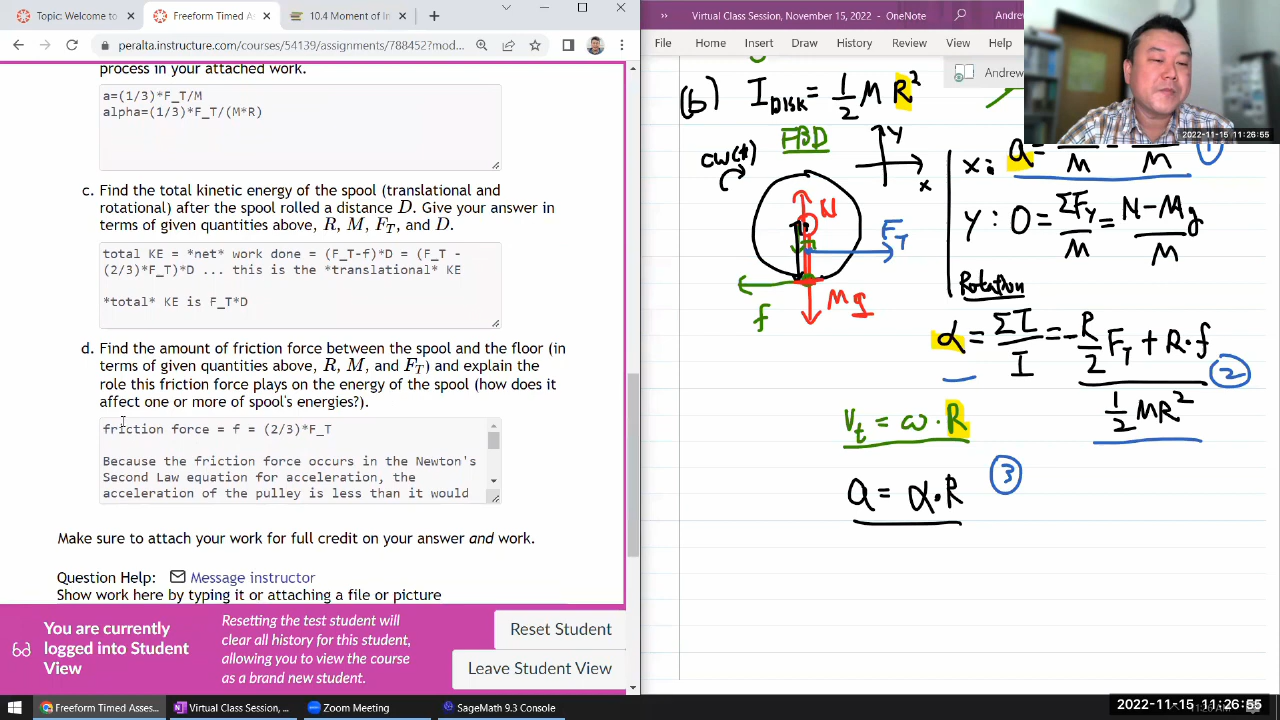 Topic Welcome to
Freeform Timed As
10.4 Moment of In
peralta.instructure.com/courses/54139/assignments/788452?mod...
process in your attached work.
a=(1/3)*F_T/M
alpha=(1/3)*F_T/(M*R)
c. Find the total kinetic energy of the spool (translational and
rotational) after the spool rolled a distance D. Give your answer in
terms of given quantities above, R, M, F_T, and D.
total KE = *net* work done = (F_T-f)*D = (F_T -
(2/3)*F_T)*D ... this is the *translational* KE
*total* KE is F_T*D
d. Find the amount of friction force between the spool and the floor (in
terms of given quantities above, R, M, and F_T) and explain the
role this friction force plays on the energy of the spool (how does it
affect one or more of spool's energies?).
friction force = f = (2/3)*F_T
Because the friction force occurs in the Newton's
Second Law equation for acceleration, the
acceleration of the pulley is less than it would
Make sure to attach your work for full credit on your answer and work.
Question Help: Message instructor
Show work here by typing it or attaching a file or picture
You are currently
logged into Student
View
Resetting the test student will
clear all history for this student,
allowing you to view the course
as a brand new student.
Reset Student
Leave Student View
Virtual Class Session, November 15, 2022 - OneNote
Andrew
File Home Insert Draw History Review View Help
Andrew
2022-11-15 11:26:55
(b) I_DISK = 1/2 M R²
FBD
CW(+)
Y
x
N
F_T
f
Mg
x: a = M - M ①
Y: 0 = ΣF_Y/M = N-Mg/M
Rotation
α = Στ/I = -R/2 F_T + R·f ②
1/2 MR²
V_t = ω·R
a = α·R ③
Freeform Timed Asses...
Virtual Class Session, ...
Zoom Meeting
SageMath 9.3 Console
2022-11-15 11:26:55